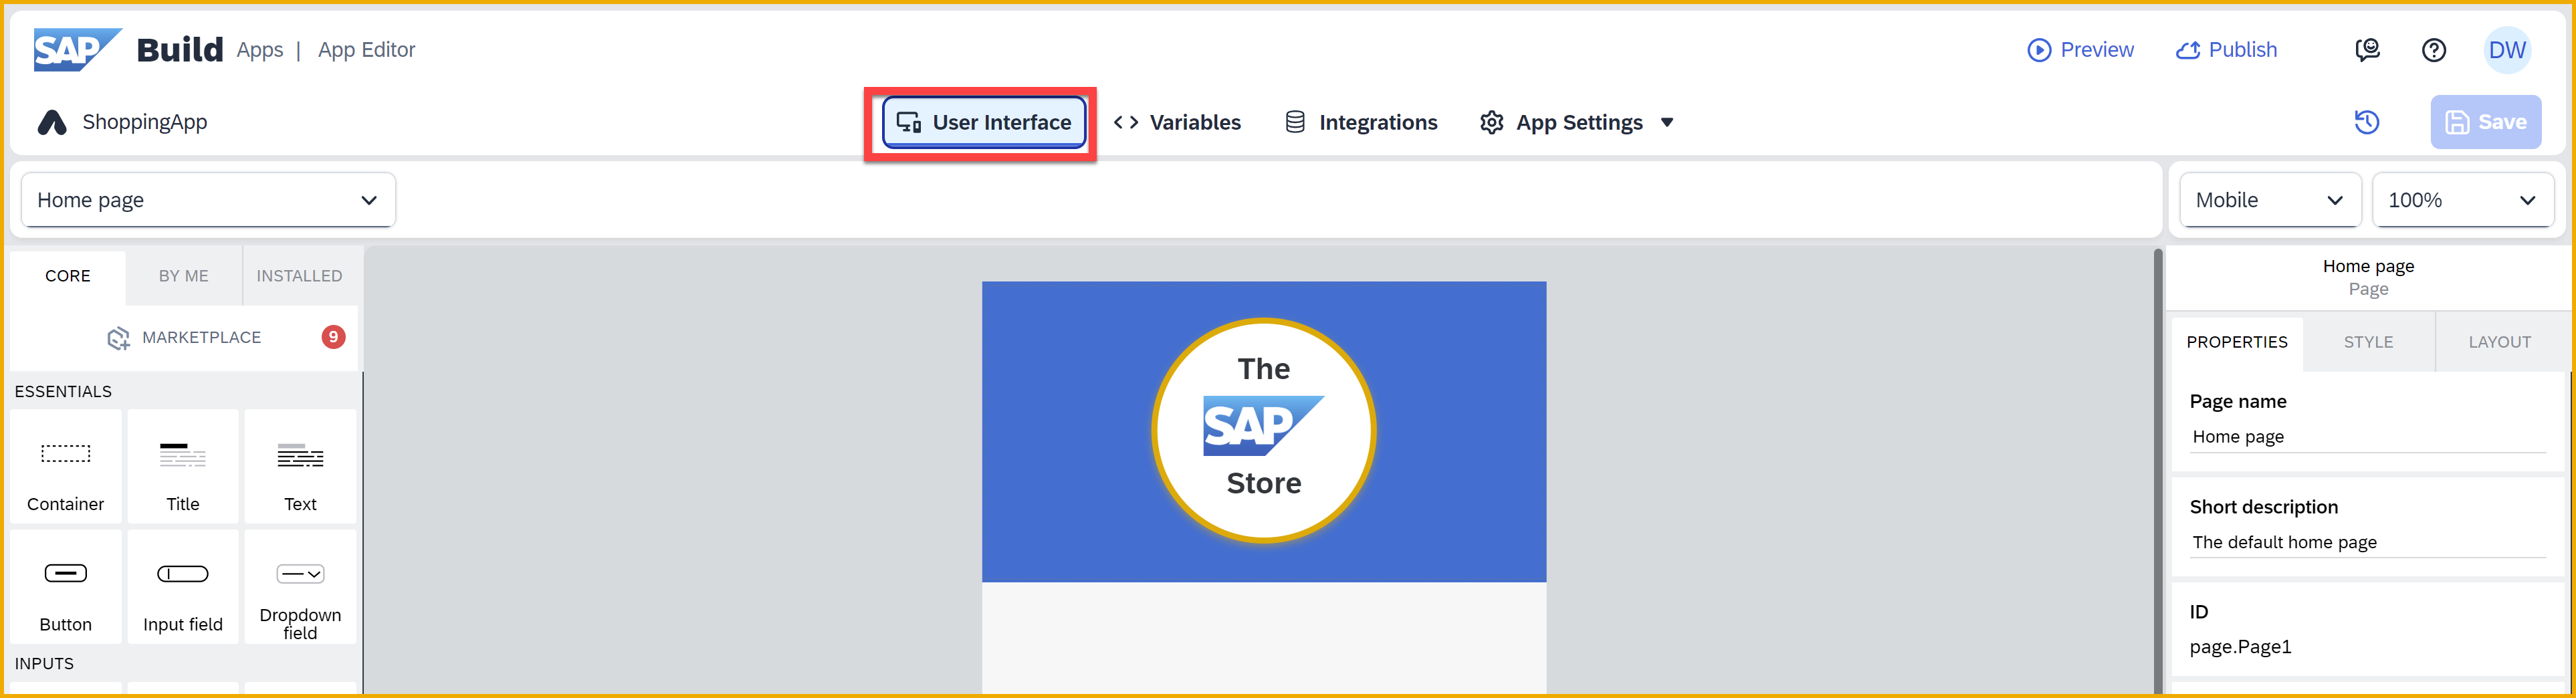 SAP Build Apps | App Editor
Preview
Publish
DW
ShoppingApp
User Interface
<> Variables
Integrations
App Settings
Save
Home page
Mobile
100%
CORE
BY ME
INSTALLED
MARKETPLACE
9
ESSENTIALS
Container
Title
Text
Button
Input field
Dropdown
field
INPUTS
The
SAP
Store
Home page
Page
PROPERTIES
STYLE
LAYOUT
Page name
Home page
Short description
The default home page
ID
page.Page1